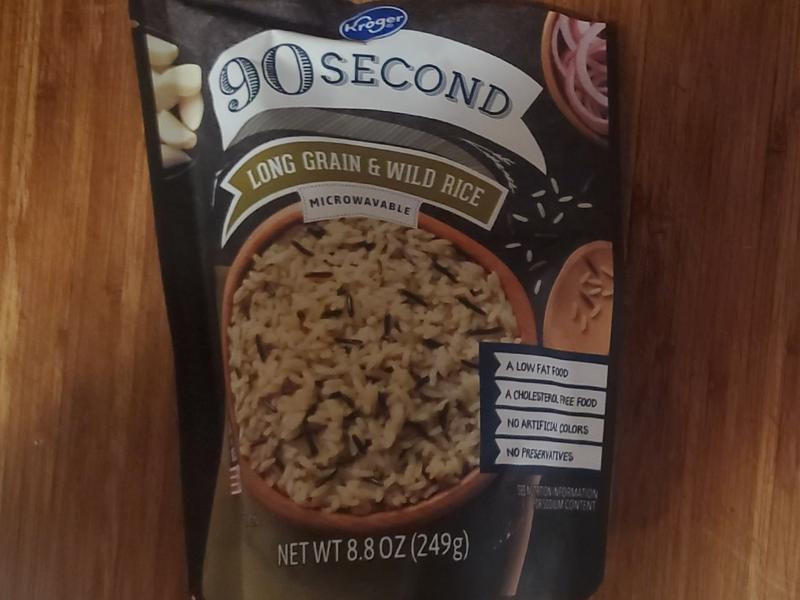 Kroger
90 SECOND
LONG GRAIN & WILD RICE
MICROWAVABLE
A LOW FAT FOOD
A CHOLESTEROL FREE FOOD
NO ARTIFICIAL COLORS
NO PRESERVATIVES
SEE NUTRITION INFORMATION
FOR SODIUM CONTENT
NET WT 8.8 OZ (249g)